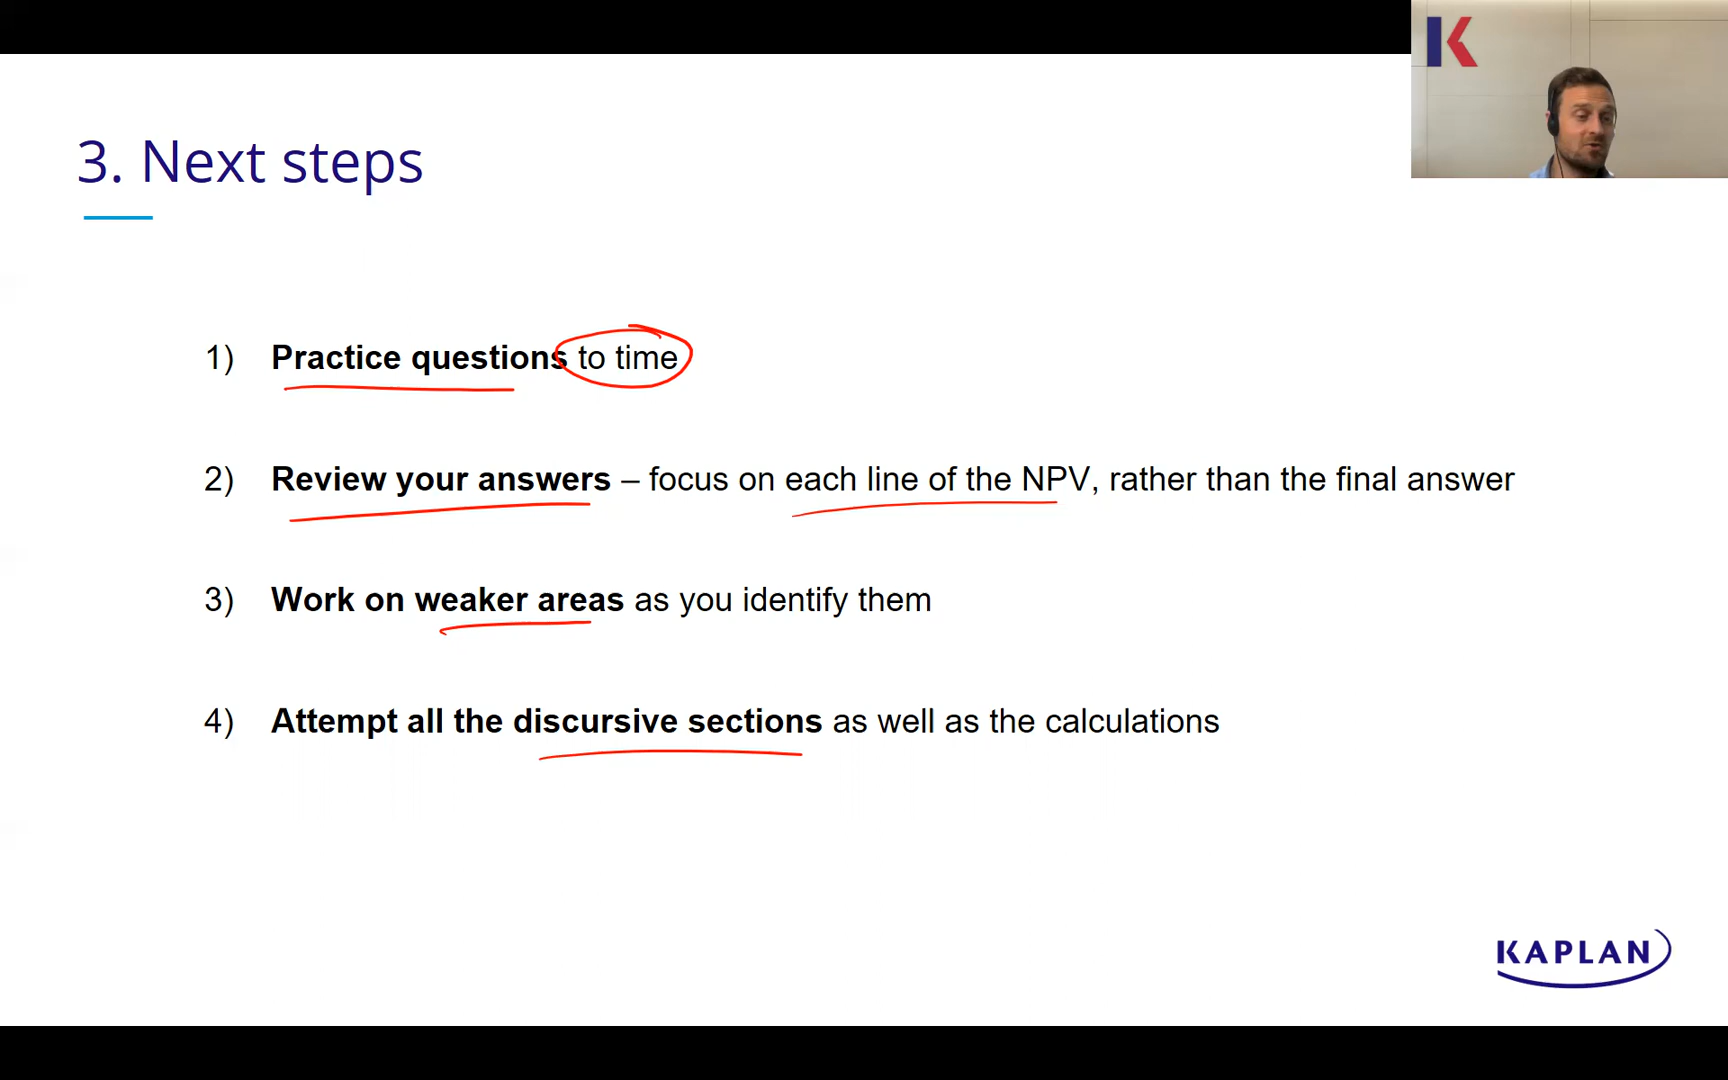 K
3. Next steps
1) Practice questions to time
2) Review your answers – focus on each line of the NPV, rather than the final answer
3) Work on weaker areas as you identify them
4) Attempt all the discursive sections as well as the calculations
KAPLAN